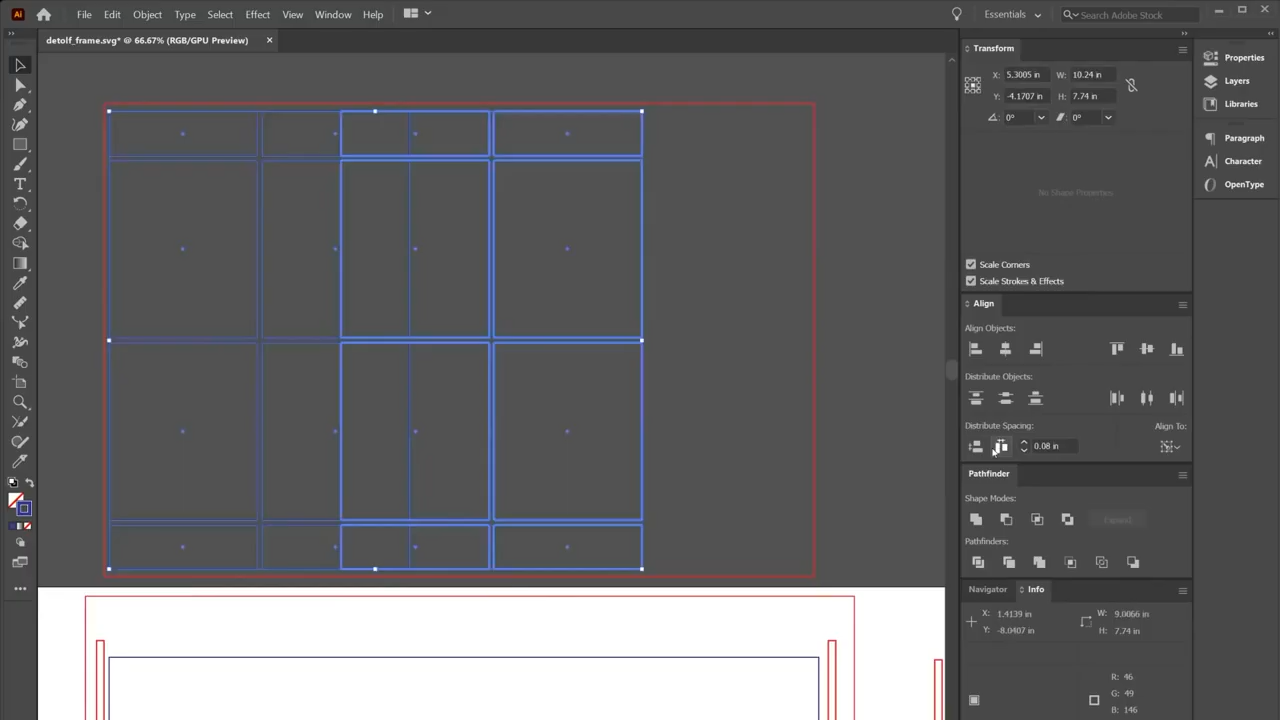 Ai
File Edit Object Type Select Effect View Window Help
Essentials
Search Adobe Stock
detolf_frame.svg* @ 66.67% (RGB/GPU Preview)
Transform
X: 5.3005 in W: 10.24 in
Y: -4.1707 in H: 7.74 in
0° 0°
No Shape Properties
Scale Corners
Scale Strokes & Effects
Align
Align Objects:
Distribute Objects:
Distribute Spacing: Align To:
0.08 in
Pathfinder
Shape Modes:
Expand
Pathfinders:
Navigator Info
X: 1.4139 in W: 9.0066 in
Y: -8.0407 in H: 7.74 in
R: 46
G: 49
B: 146
Properties
Layers
Libraries
Paragraph
Character
OpenType